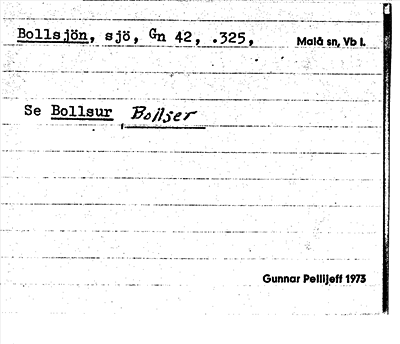 Bollsjön, sjö, Gn 42, .325, Malå sn, Vb l.
Se Bollsur Bollser
Gunnar Pellijeff 1973